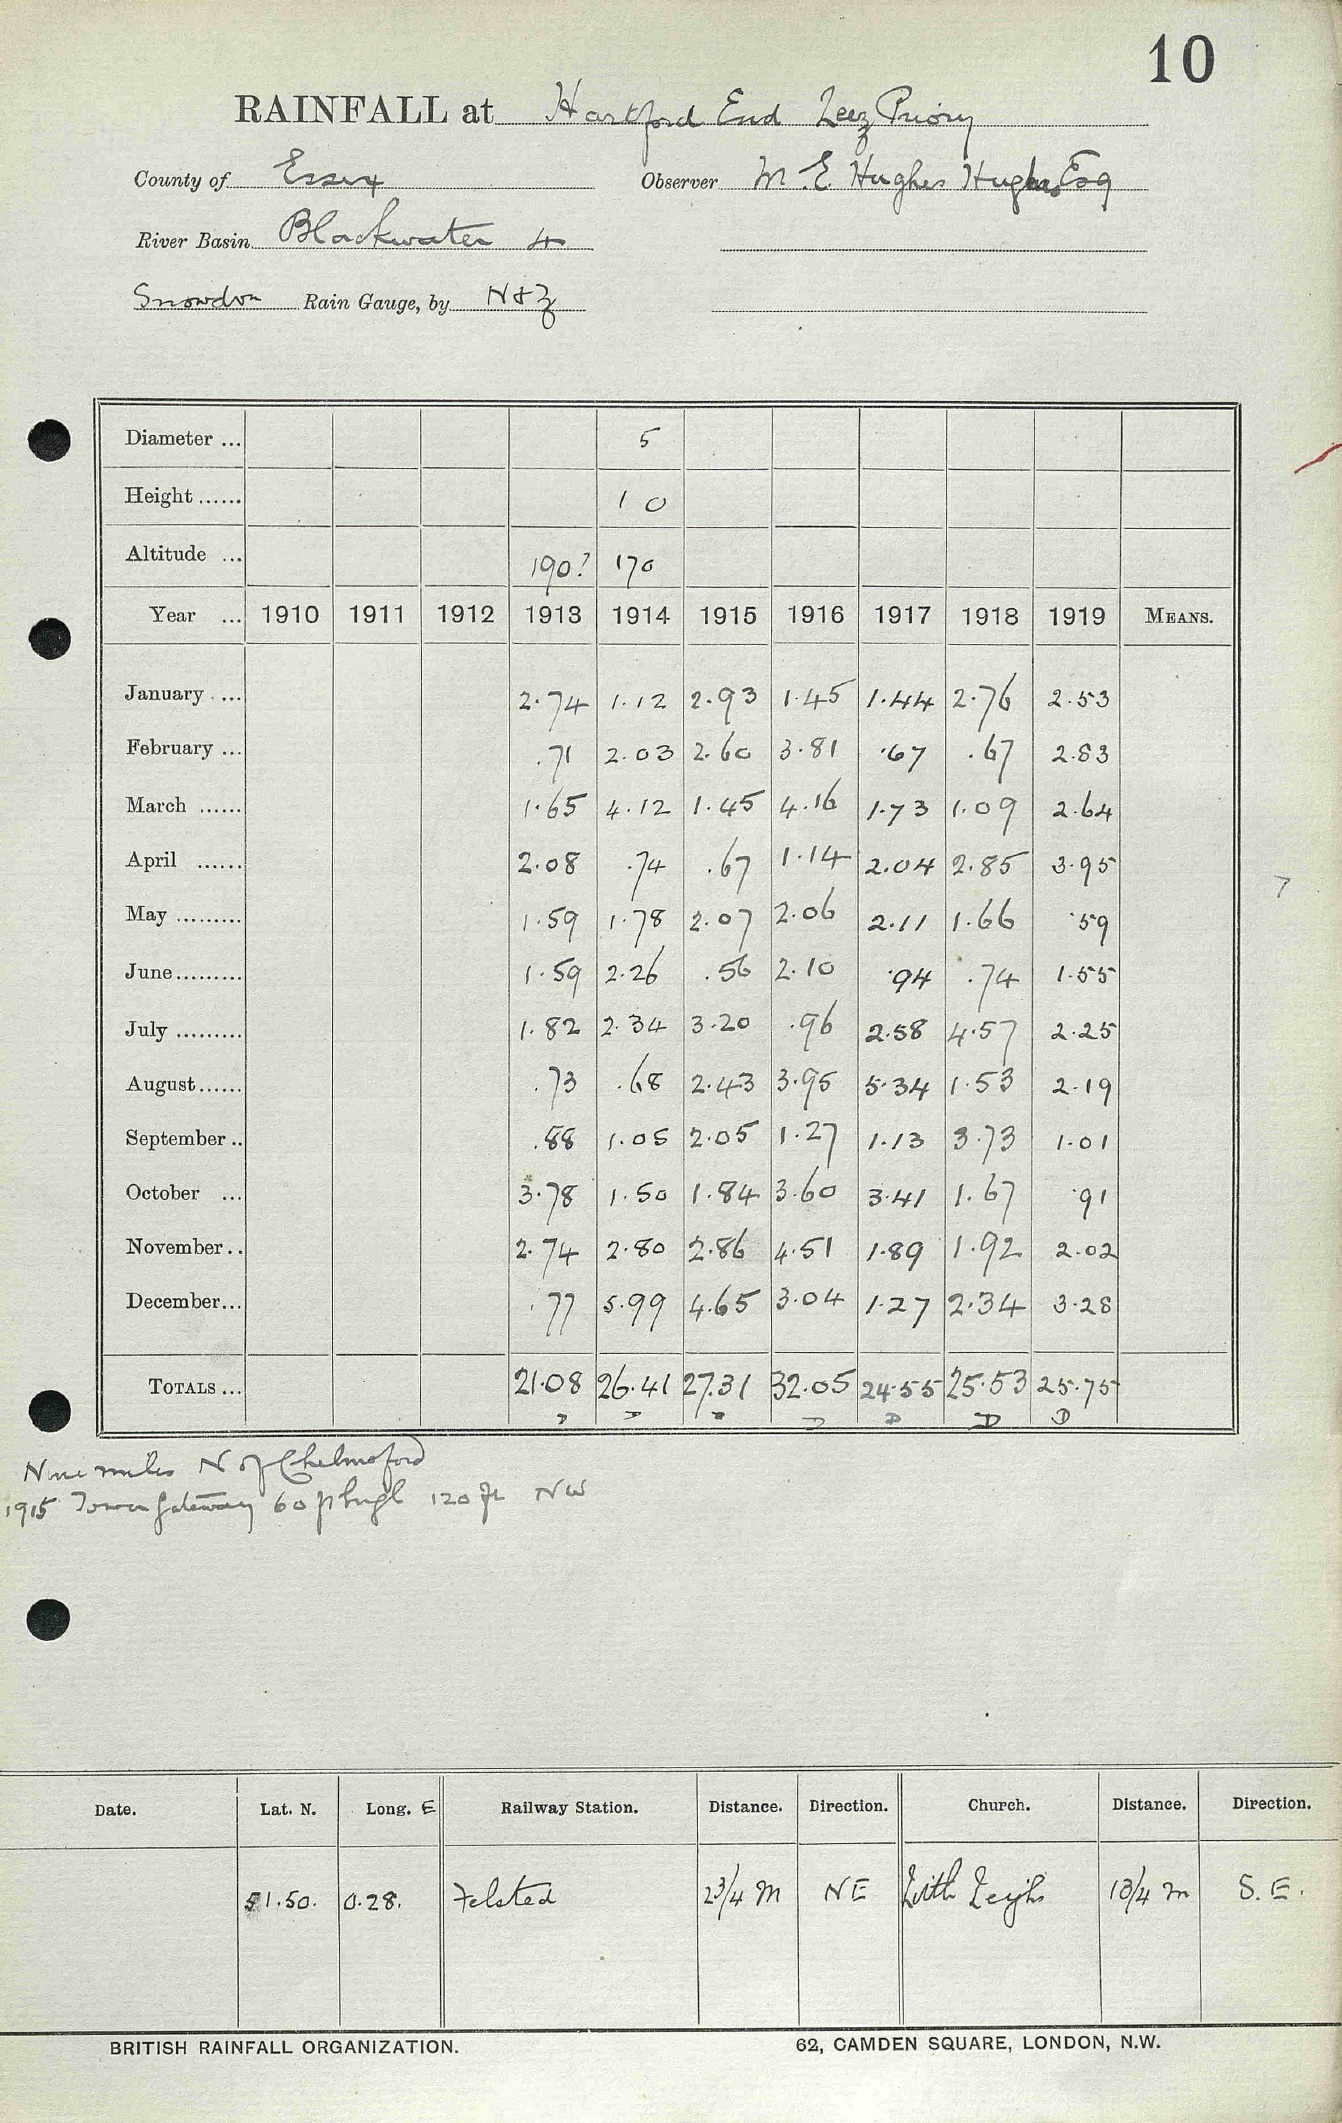 10
RAINFALL at Hartford End Leez Priory
County of Essex Observer M. E. Hughes Hughes Esq
River Basin Blackwater 4
Snowdon Rain Gauge, by N & Z
Diameter ... 5
Height ...... 1 0
Altitude ... 190? 170
Year ... 1910 1911 1912 1913 1914 1915 1916 1917 1918 1919 MEANS.
January ... 2.74 1.12 2.93 1.45 1.44 2.76 2.53
February ... .71 2.03 2.60 3.81 .67 .67 2.83
March ...... 1.65 4.12 1.45 4.16 1.73 1.09 2.64
April ...... 2.08 .74 .67 1.14 2.04 2.85 3.95
May ......... 1.59 1.78 2.07 2.06 2.11 1.66 .59
June ......... 1.59 2.26 .56 2.10 .94 .74 1.55
July ......... 1.82 2.34 3.20 .96 2.58 4.57 2.25
August ...... .73 .68 2.43 3.95 5.34 1.53 2.19
September .. .88 1.05 2.05 1.27 1.13 3.73 1.01
October ... 3.78 1.50 1.84 3.60 3.41 1.67 .91
November .. 2.74 2.80 2.86 4.51 1.89 1.92 2.02
December ... .77 5.99 4.65 3.04 1.27 2.34 3.28
TOTALS ... 21.08 26.41 27.31 32.05 24.55 25.53 25.75
D D D D D D D
Nine miles N of Chelmsford
1915 Tower Gateway 60 ft high 120 ft NW
Date. Lat. N. Long. E Railway Station. Distance. Direction. Church. Distance. Direction.
51.50. 0.28. Felsted 2 3/4 m NE Leighs 1 3/4 m S.E.
BRITISH RAINFALL ORGANIZATION. 62, CAMDEN SQUARE, LONDON, N.W.